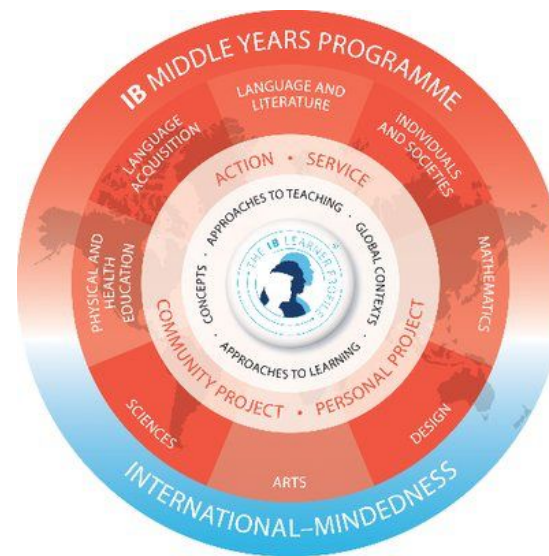 IB MIDDLE YEARS PROGRAMME
LANGUAGE AND
LITERATURE
INDIVIDUALS
AND SOCIETIES
MATHEMATICS
DESIGN
ARTS
SCIENCES
PHYSICAL AND
HEALTH
EDUCATION
LANGUAGE
ACQUISITION
ACTION • SERVICE
COMMUNITY PROJECT • PERSONAL PROJECT
APPROACHES TO TEACHING · GLOBAL CONTEXTS ·
APPROACHES TO LEARNING · CONCEPTS ·
THE IB LEARNER PROFILE
INTERNATIONAL–MINDEDNESS